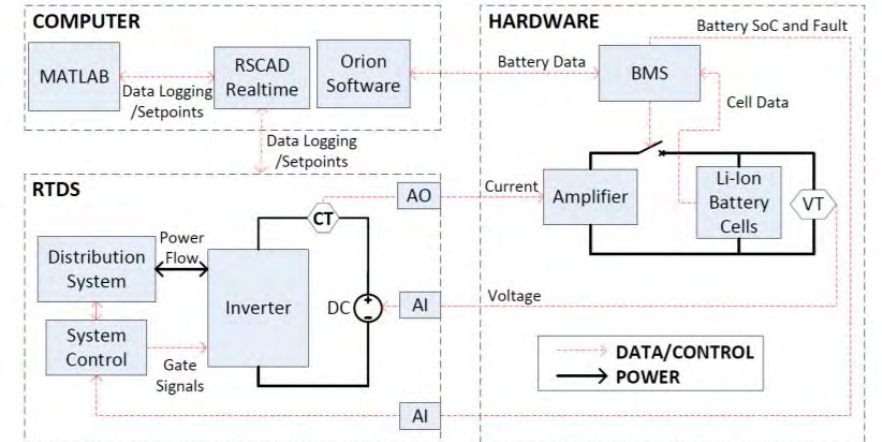 COMPUTER
MATLAB
Data Logging
/Setpoints
RSCAD
Realtime
Orion
Software
Data Logging
/Setpoints
HARDWARE
Battery SoC and Fault
Battery Data
BMS
Cell Data
Current
Amplifier
Li-Ion
Battery
Cells
VT
Voltage
DATA/CONTROL
POWER
RTDS
AO
CT
Distribution
System
Power
Flow
Inverter
DC
+
–
AI
System
Control
Gate
Signals
AI